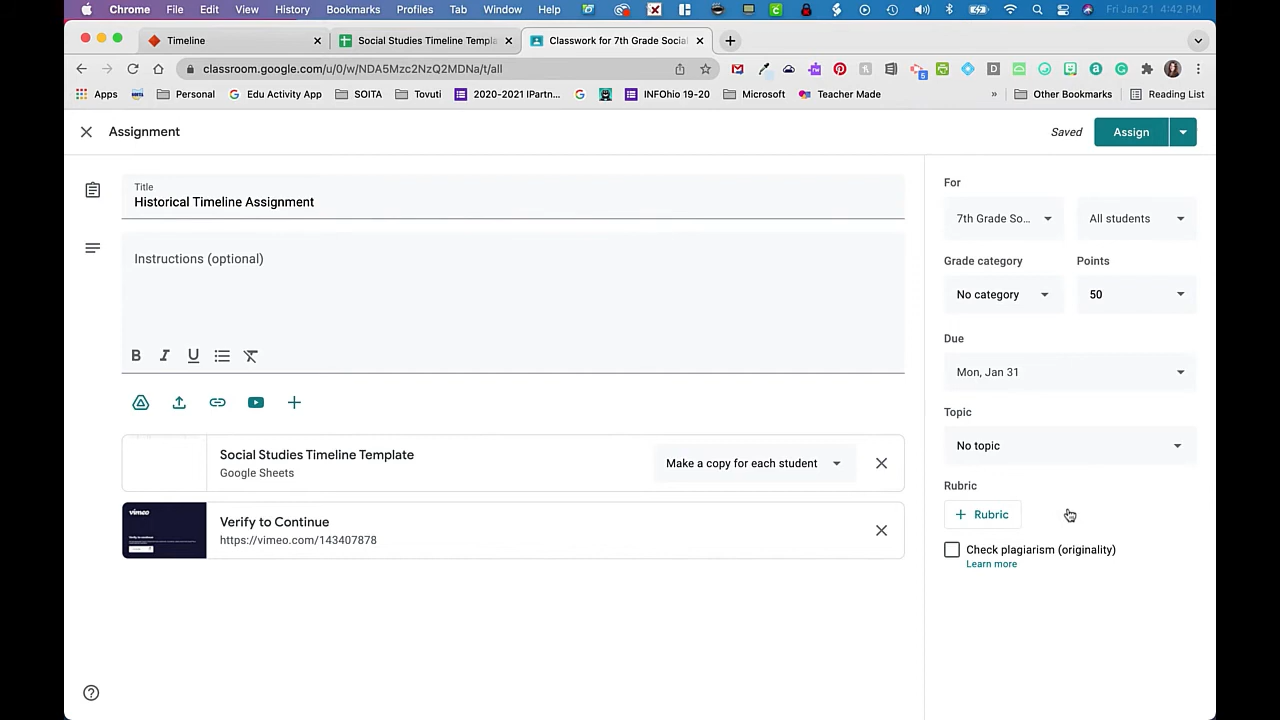 Chrome File Edit View History Bookmarks Profiles Tab Window Help Fri Jan 21 4:42 PM
Timeline Social Studies Timeline Templa Classwork for 7th Grade Social
classroom.google.com/u/0/w/NDA5Mzc2NzQ2MDNa/t/all
Apps Personal Edu Activity App SOITA Tovuti 2020-2021 IPartn... INFOhio 19-20 Microsoft Teacher Made » Other Bookmarks Reading List
Assignment Saved Assign
Title
Historical Timeline Assignment
Instructions (optional)
B I U
Social Studies Timeline Template
Google Sheets
Make a copy for each student
vimeo
Verify to continue
Verify to Continue
https://vimeo.com/143407878
For
7th Grade So... All students
Grade category Points
No category 50
Due
Mon, Jan 31
Topic
No topic
Rubric
+ Rubric
Check plagiarism (originality)
Learn more